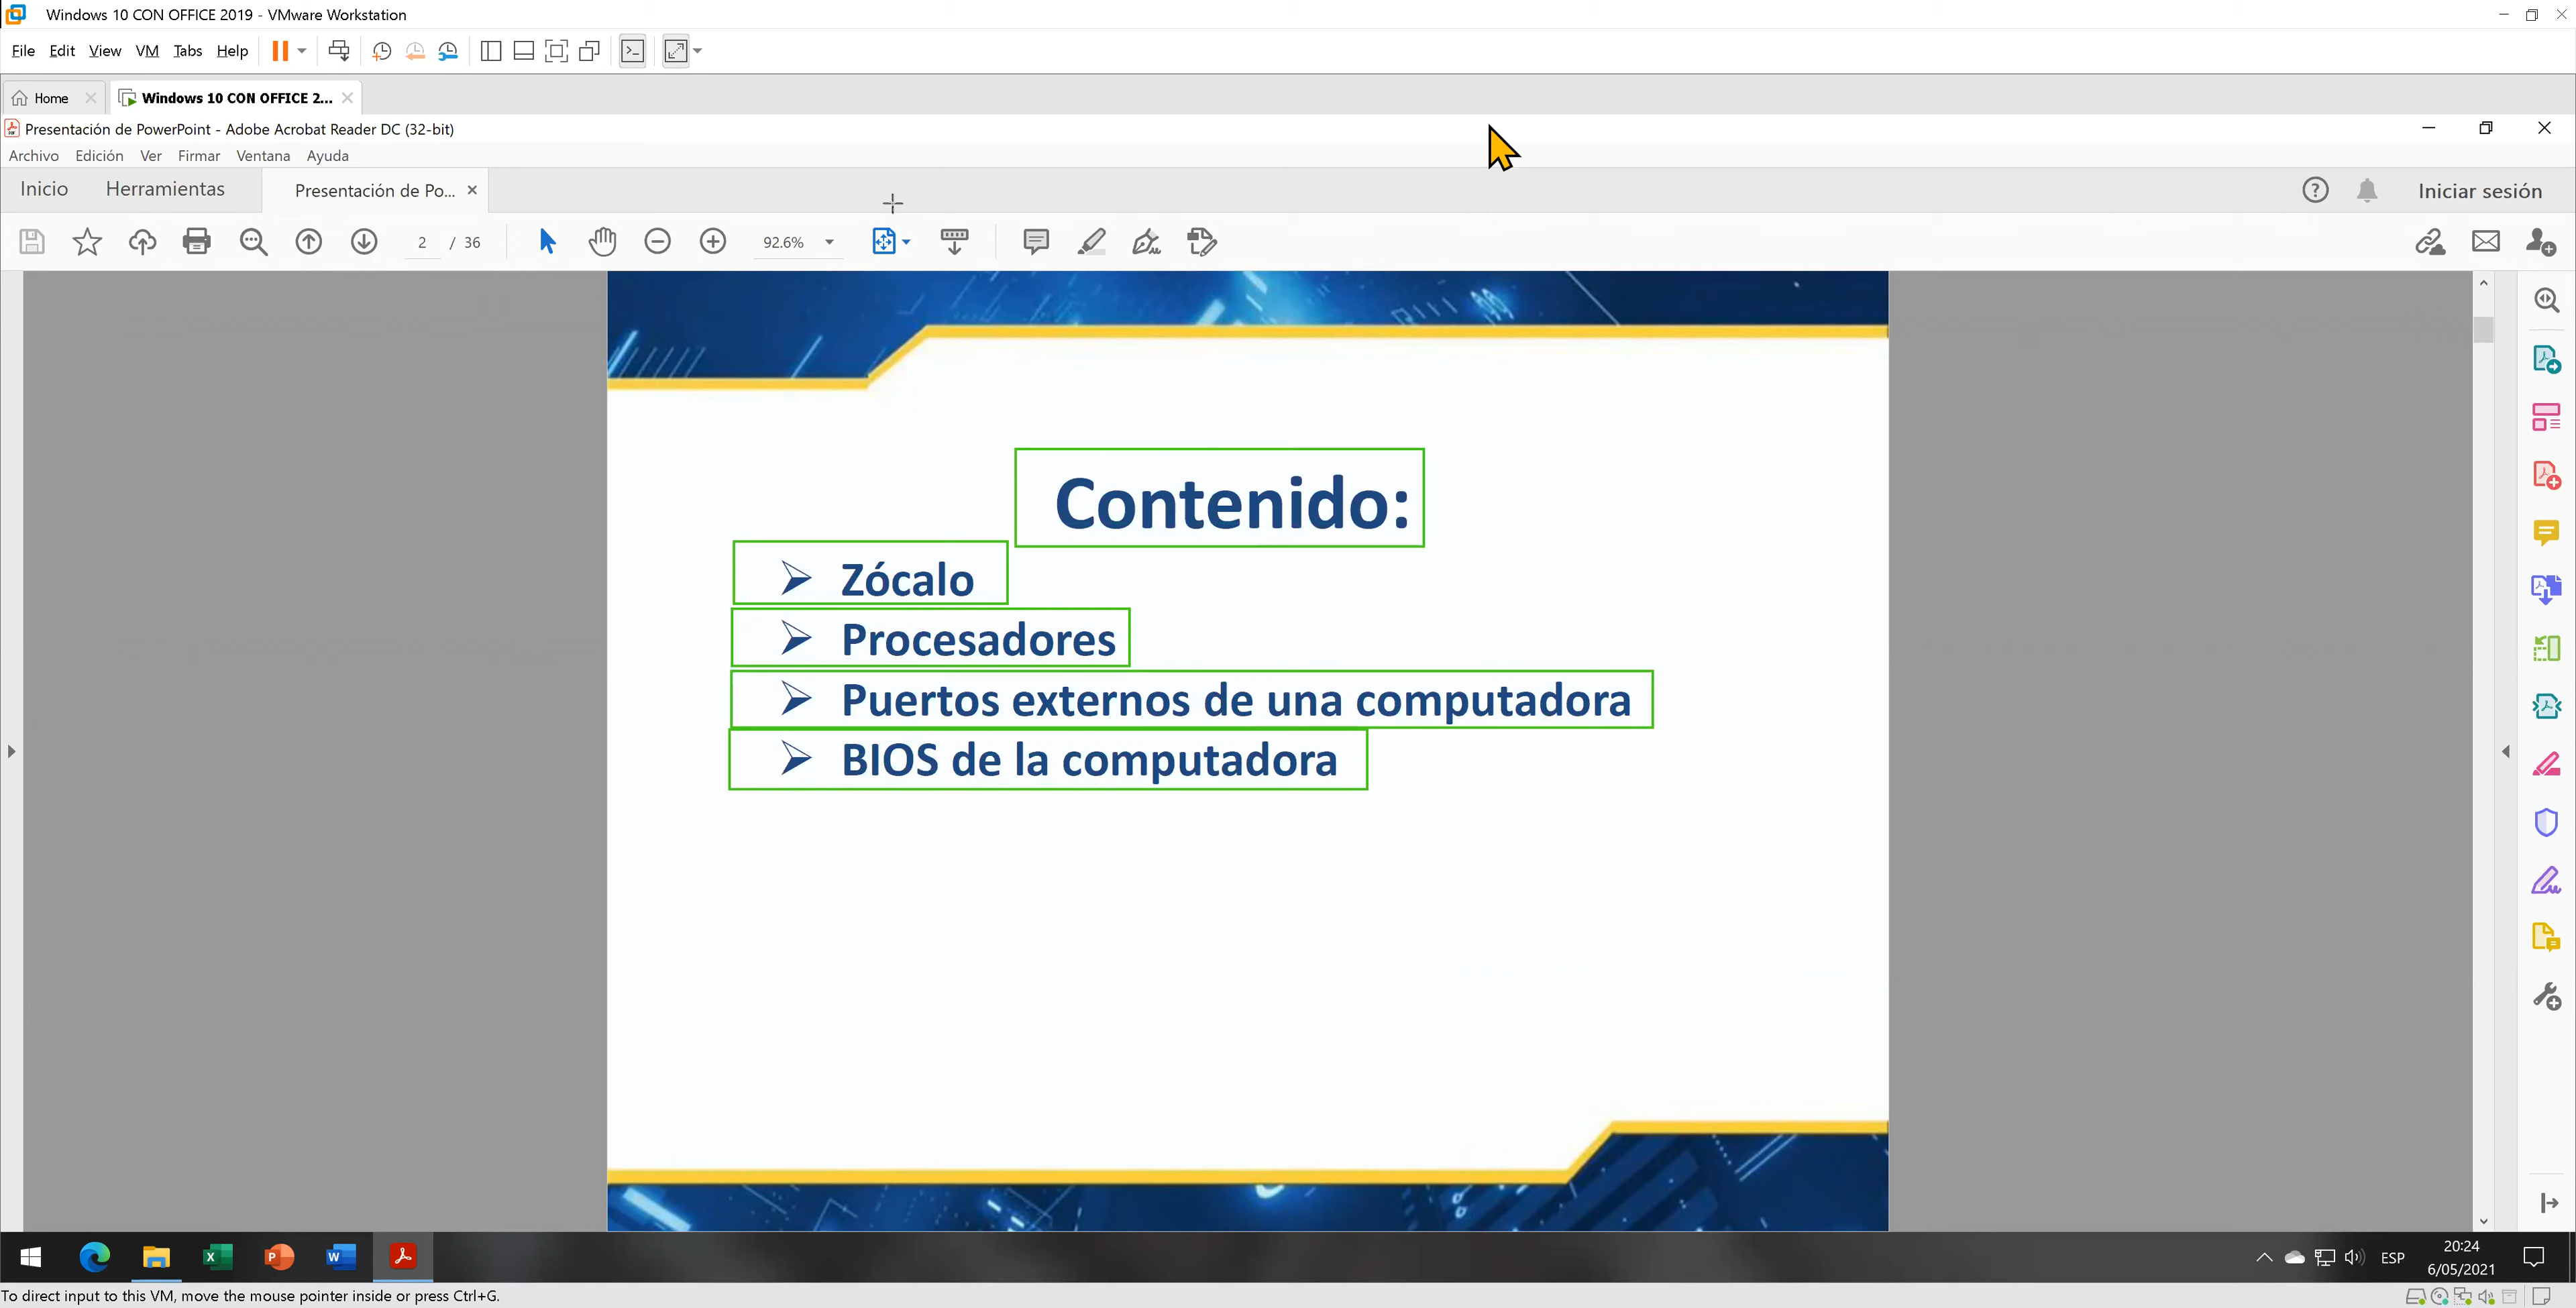 Windows 10 CON OFFICE 2019 - VMware Workstation
File Edit View VM Tabs Help
Home Windows 10 CON OFFICE 2...
Presentación de PowerPoint - Adobe Acrobat Reader DC (32-bit)
Archivo Edición Ver Firmar Ventana Ayuda
Inicio Herramientas Presentación de Po... Iniciar sesión
2 / 36 92.6%
Contenido:
Zócalo
Procesadores
Puertos externos de una computadora
BIOS de la computadora
ESP 20:24
6/05/2021
To direct input to this VM, move the mouse pointer inside or press Ctrl+G.